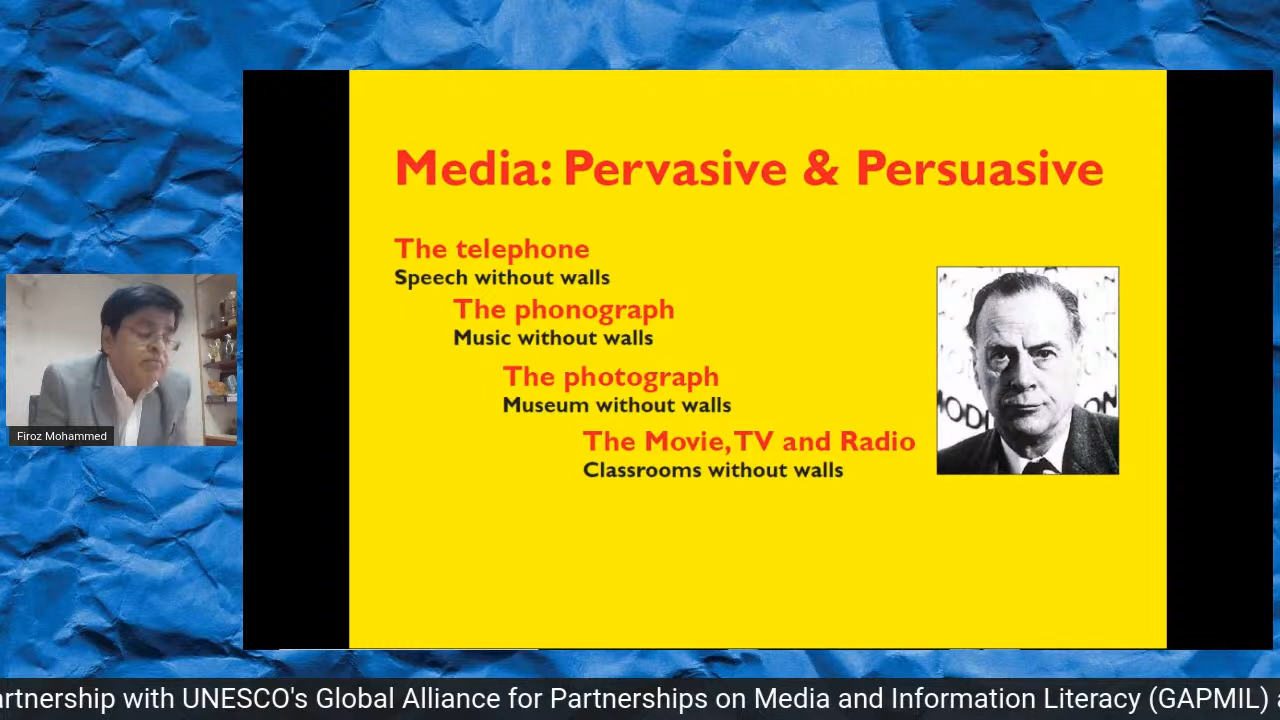 Media: Pervasive & Persuasive
The telephone
Speech without walls
The phonograph
Music without walls
The photograph
Museum without walls
The Movie,TV and Radio
Classrooms without walls
Firoz Mohammed
with UNESCO's Global Alliance for Partnerships on Media and Information Literacy (GAPMIL)